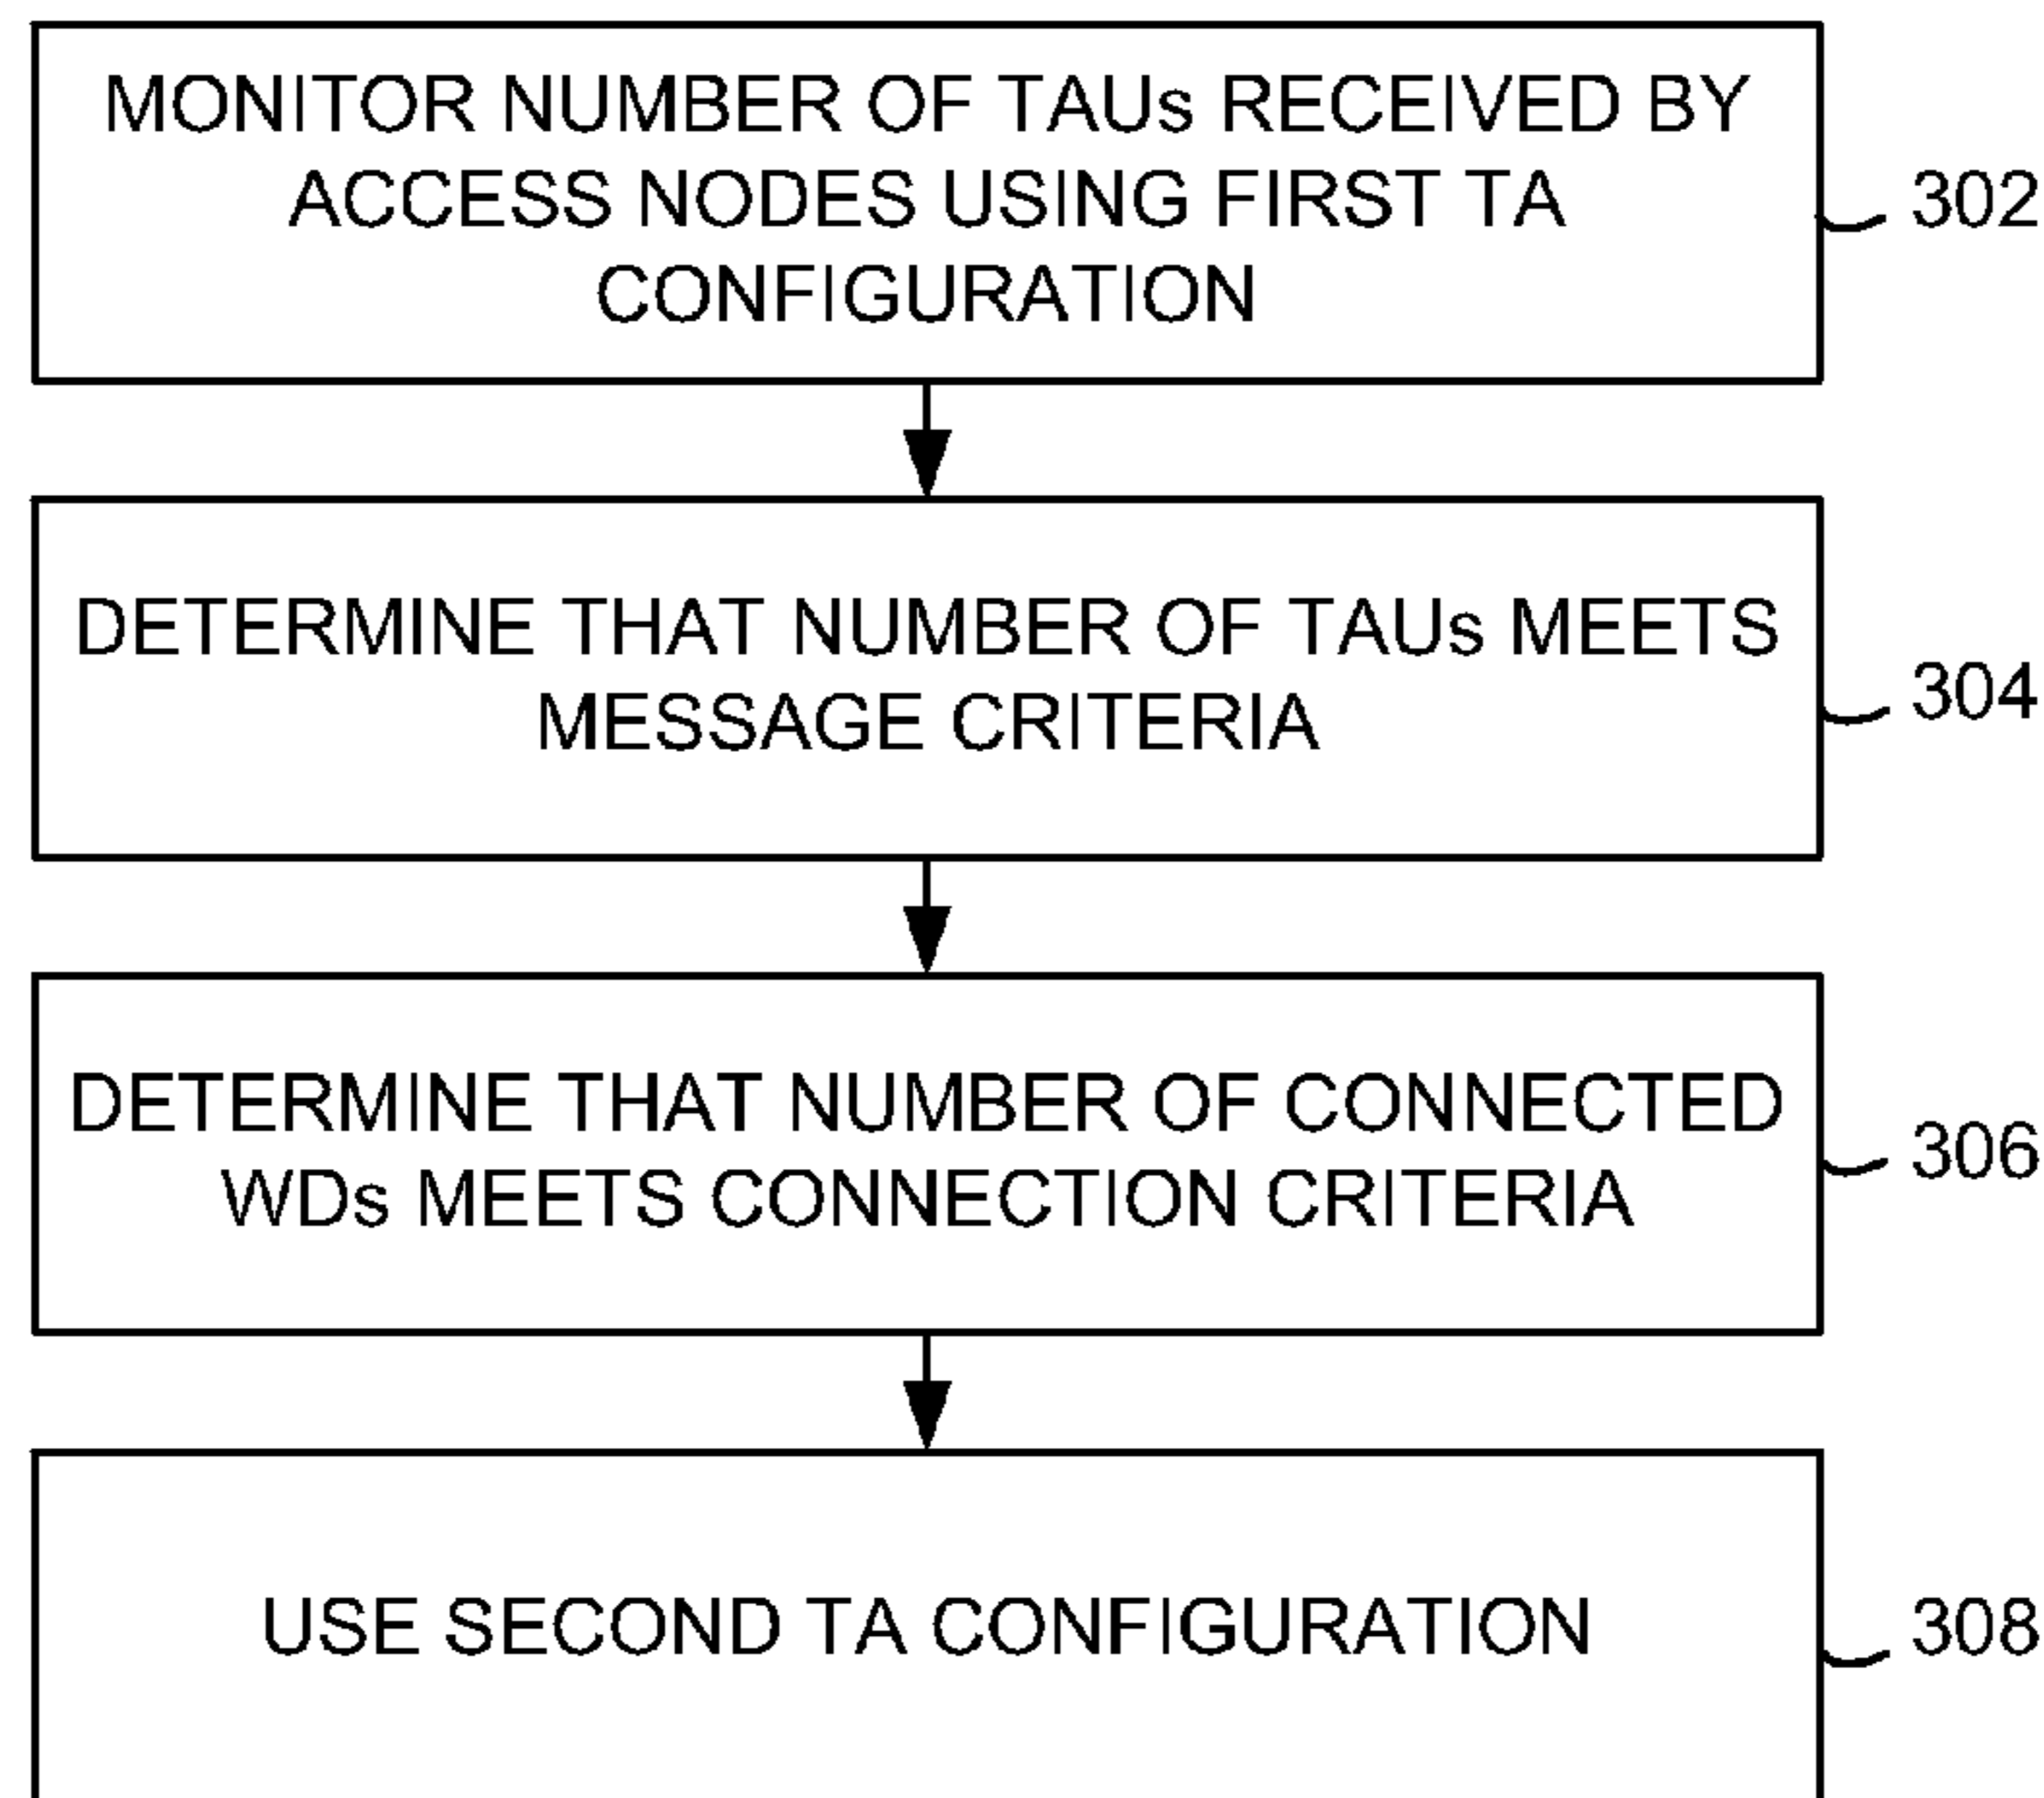 MONITOR NUMBER OF TAUs RECEIVED BY
ACCESS NODES USING FIRST TA
CONFIGURATION
302
DETERMINE THAT NUMBER OF TAUs MEETS
MESSAGE CRITERIA
304
DETERMINE THAT NUMBER OF CONNECTED
WDs MEETS CONNECTION CRITERIA
306
USE SECOND TA CONFIGURATION
308